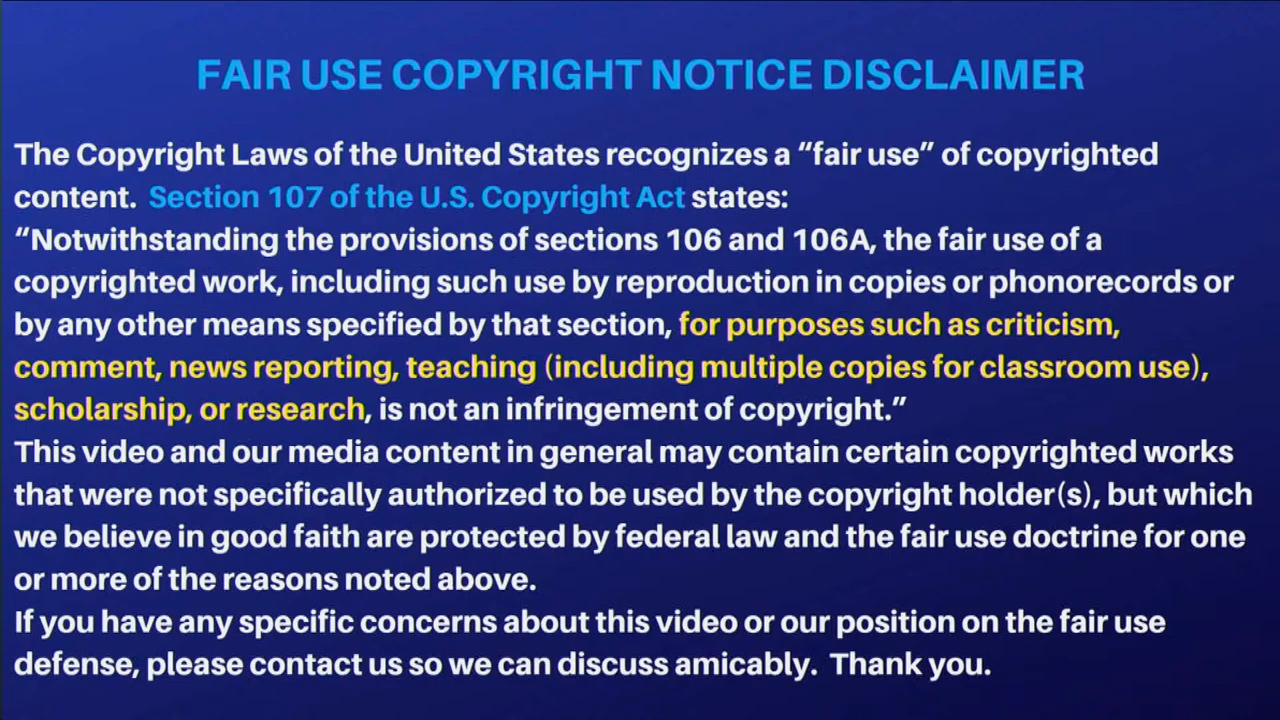 FAIR USE COPYRIGHT NOTICE DISCLAIMER
The Copyright Laws of the United States recognizes a “fair use” of copyrighted
content.  Section 107 of the U.S. Copyright Act states:
“Notwithstanding the provisions of sections 106 and 106A, the fair use of a
copyrighted work, including such use by reproduction in copies or phonorecords or
by any other means specified by that section, for purposes such as criticism,
comment, news reporting, teaching (including multiple copies for classroom use),
scholarship, or research, is not an infringement of copyright.”
This video and our media content in general may contain certain copyrighted works
that were not specifically authorized to be used by the copyright holder(s), but which
we believe in good faith are protected by federal law and the fair use doctrine for one
or more of the reasons noted above.
If you have any specific concerns about this video or our position on the fair use
defense, please contact us so we can discuss amicably.  Thank you.